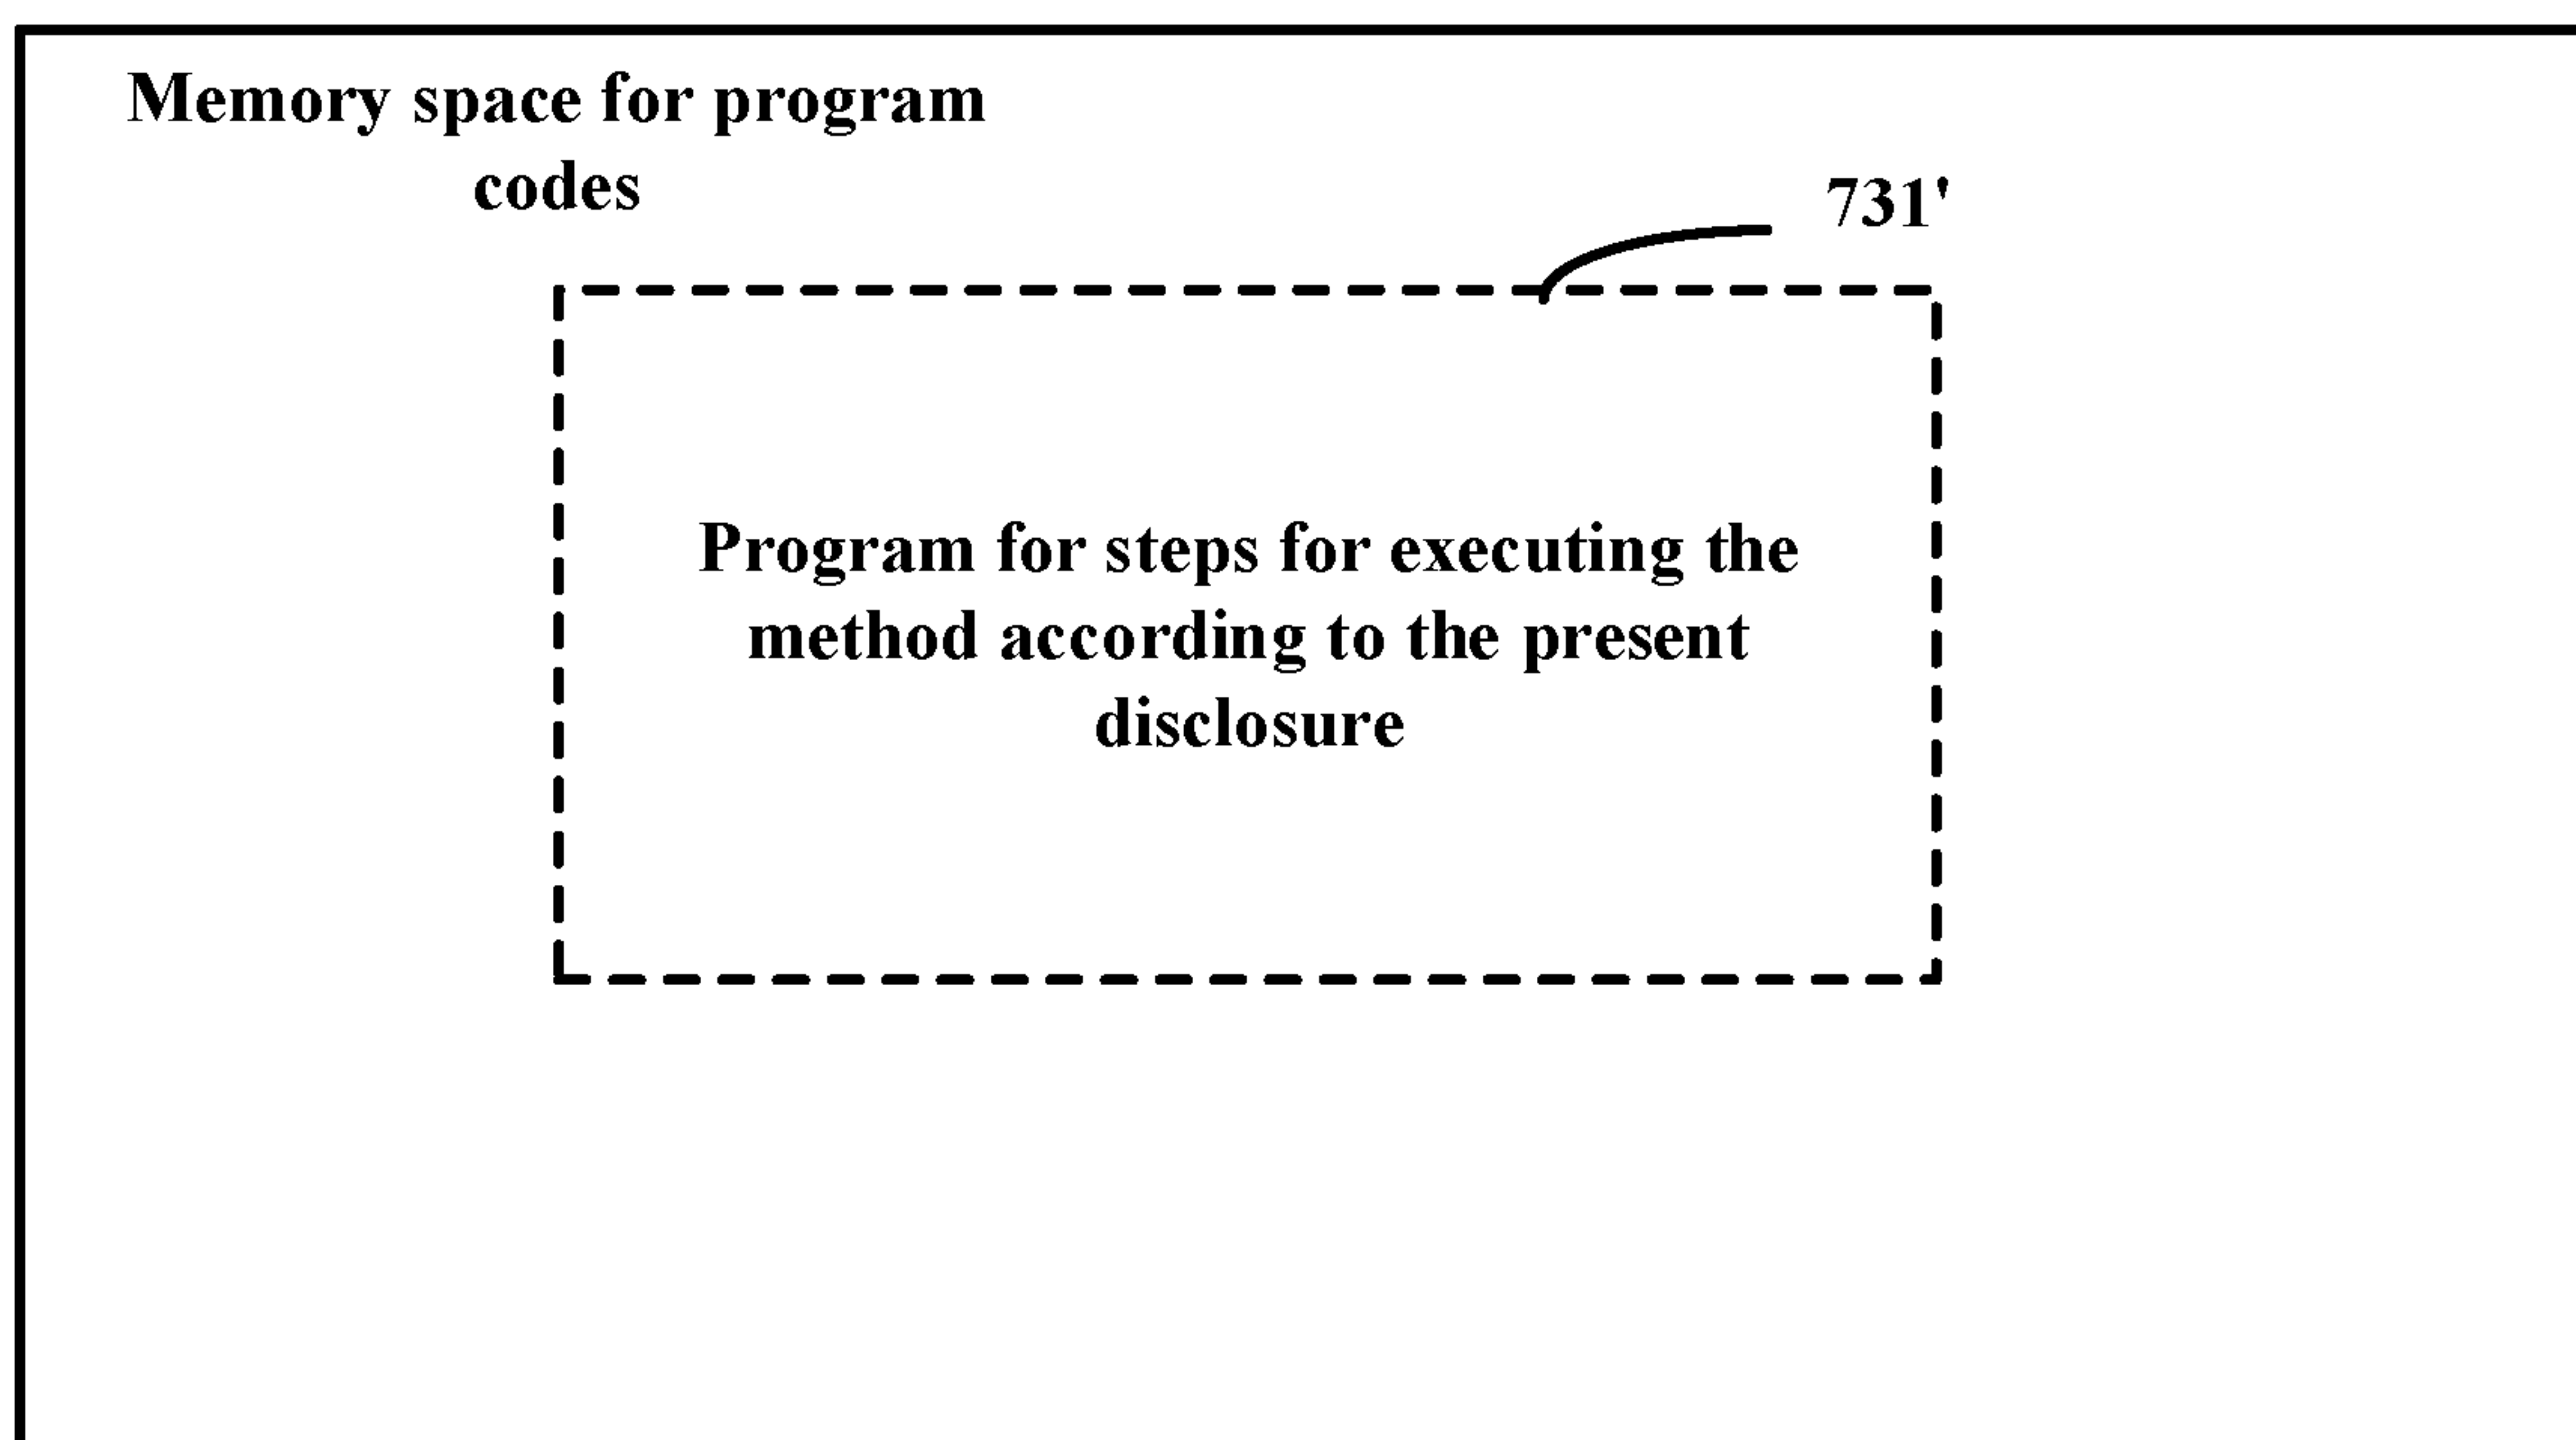 Memory space for program
codes
731'
Program for steps for executing the
method according to the present
disclosure